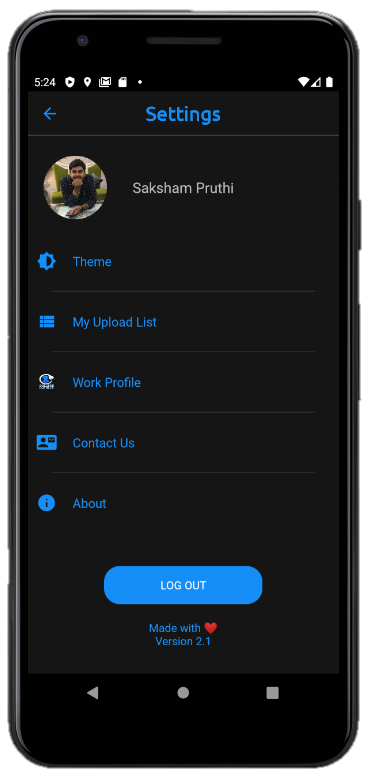 5:24
Settings
Saksham Pruthi
Theme
My Upload List
Work Profile
Contact Us
About
LOG OUT
Made with ❤️
Version 2.1